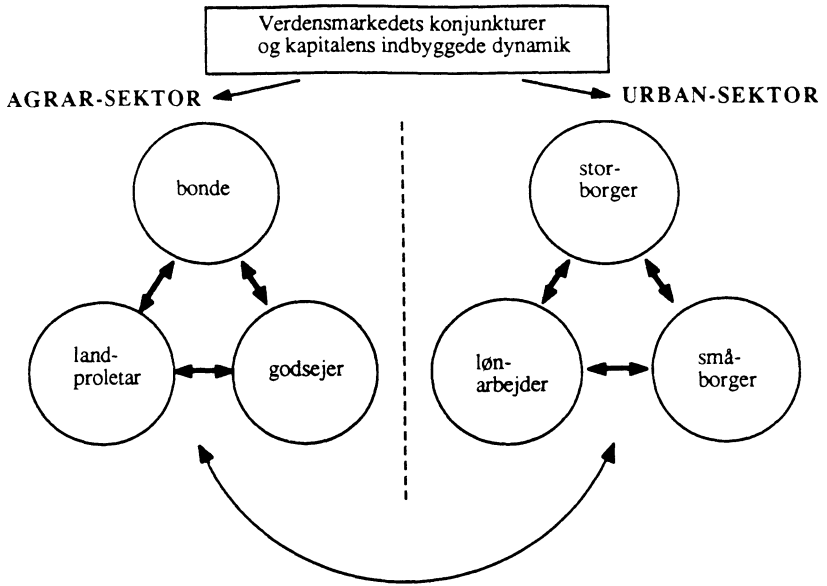 Verdensmarkedets konjunkturer
og kapitalens indbyggede dynamik
AGRAR-SEKTOR
URBAN-SEKTOR
bonde
land-
proletar
godsejer
stor-
borger
løn-
arbejder
små-
borger